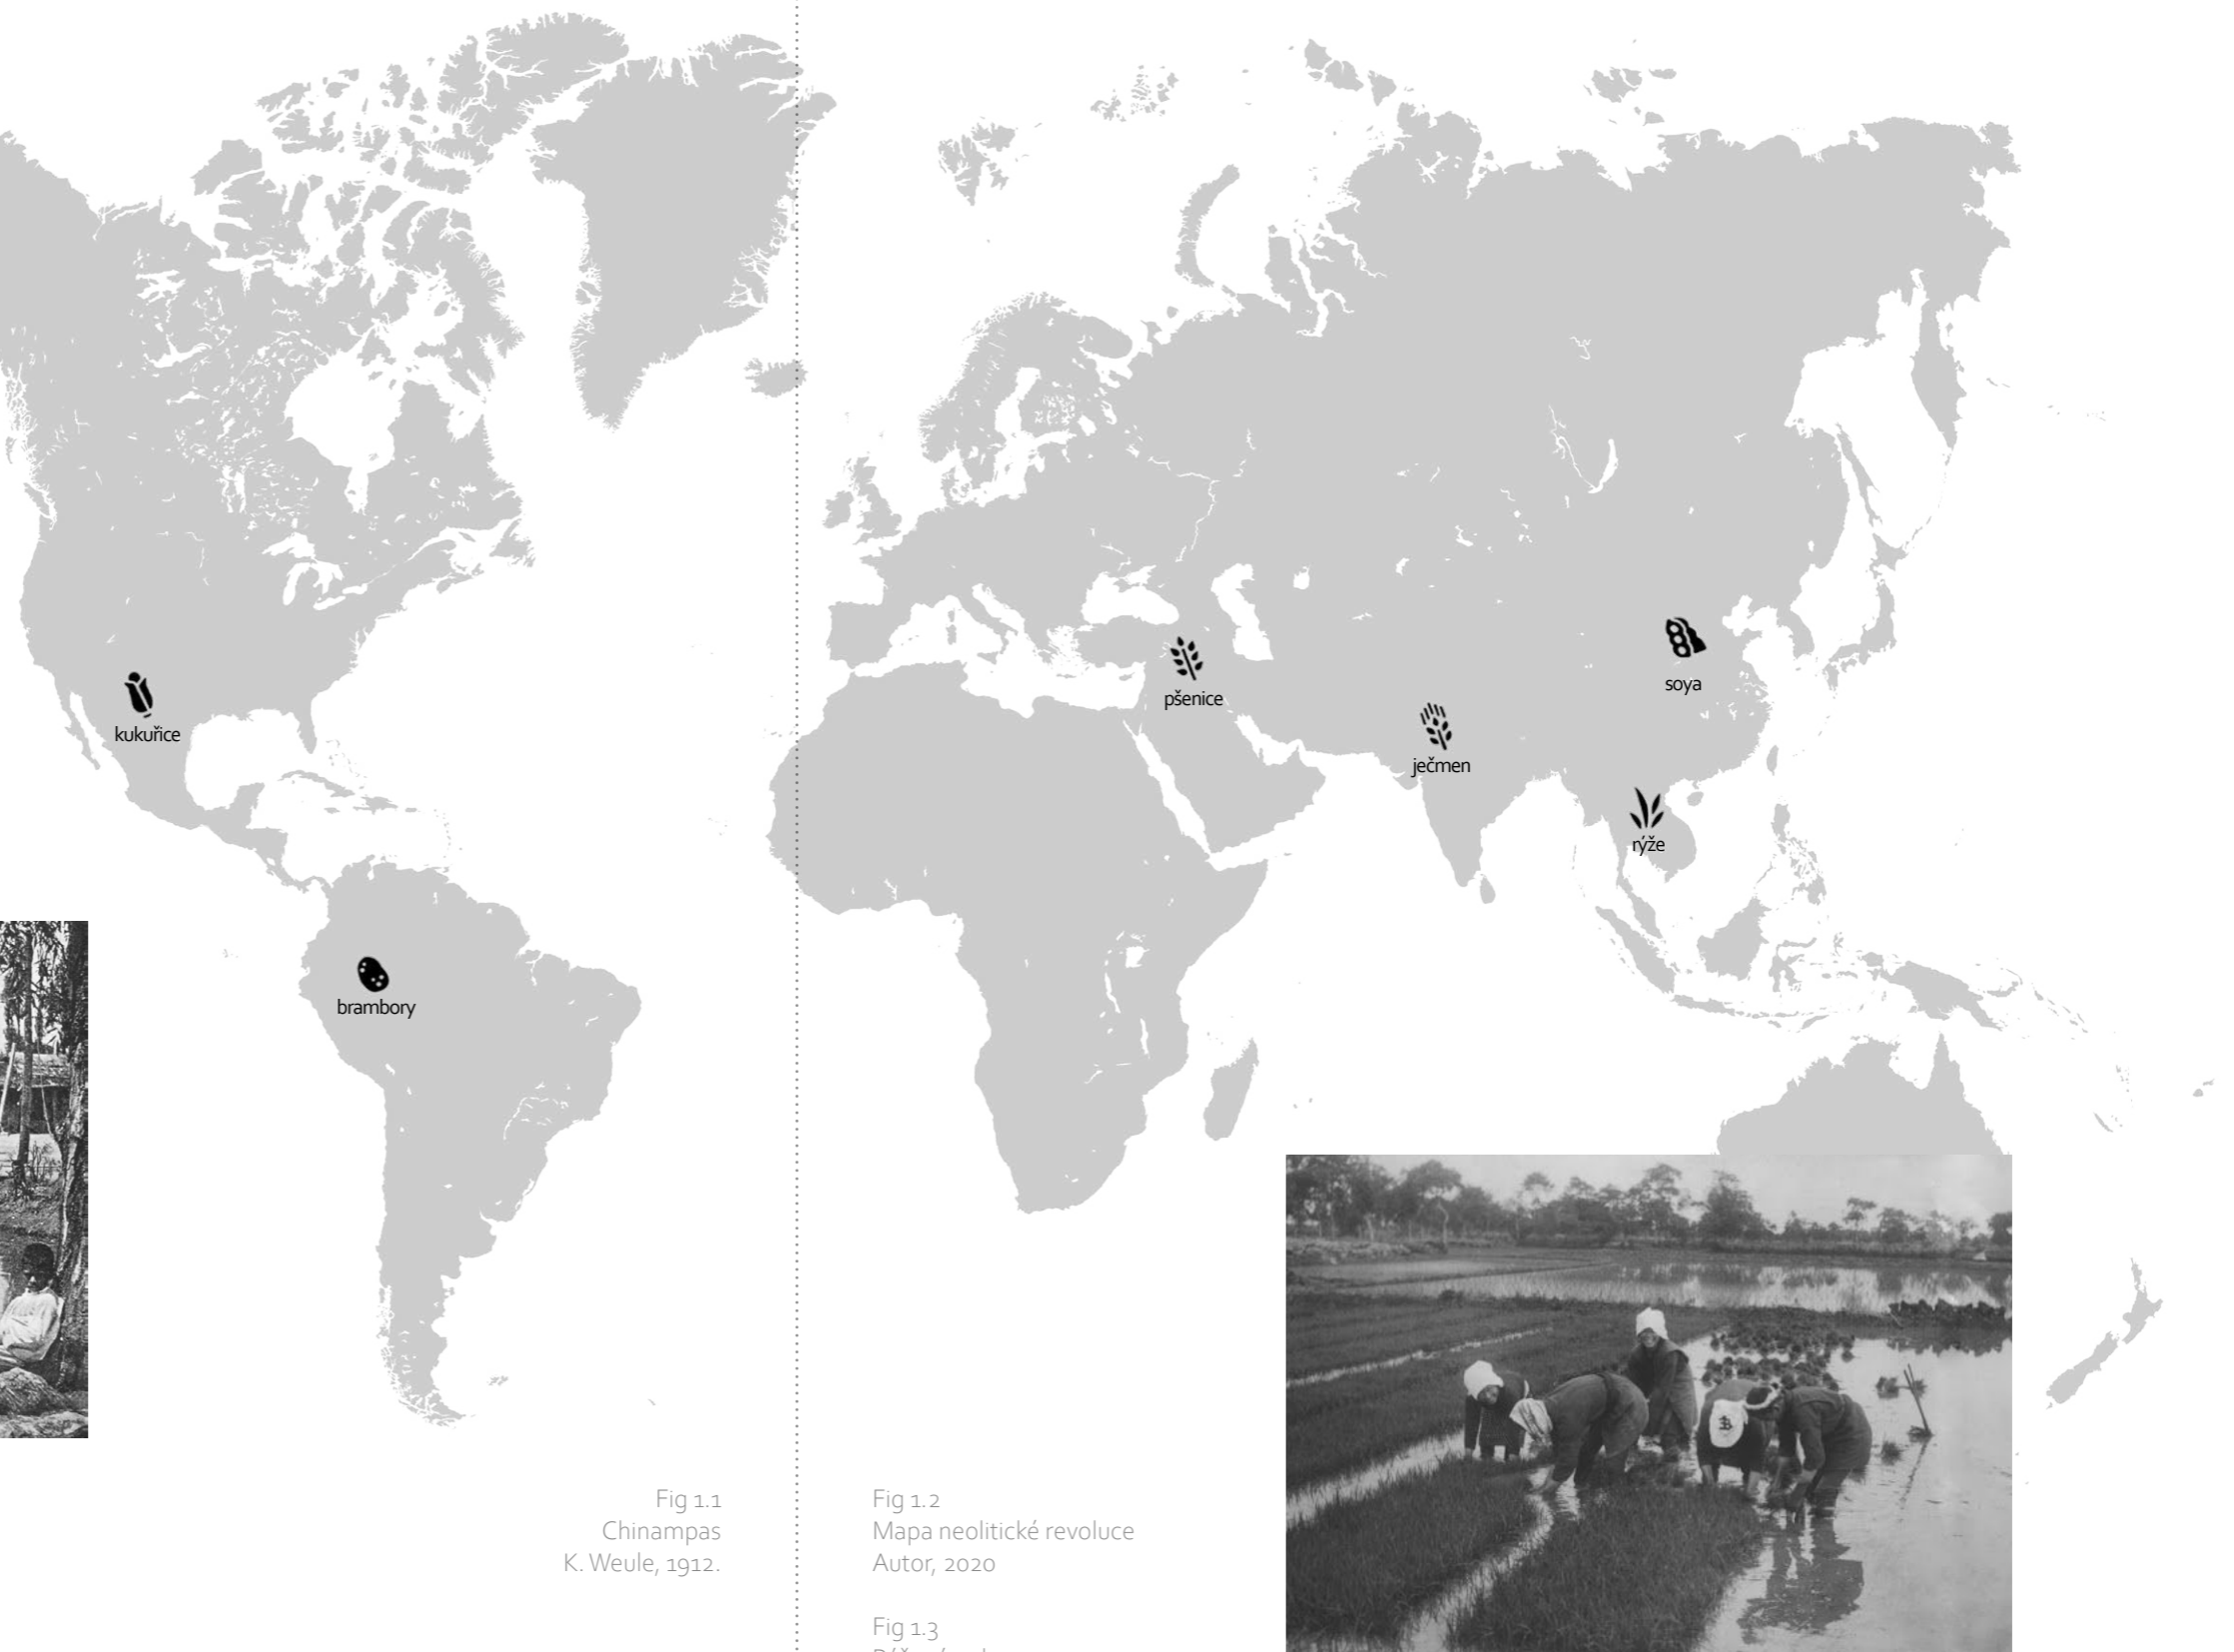 soya
pšenice
kukuřice
ječmen
rýže
brambory
Fig 1.1
Chinampas
K. Weule, 1912.
Fig 1.2
Mapa neolitické revoluce
Autor, 2020
Fig 1.3